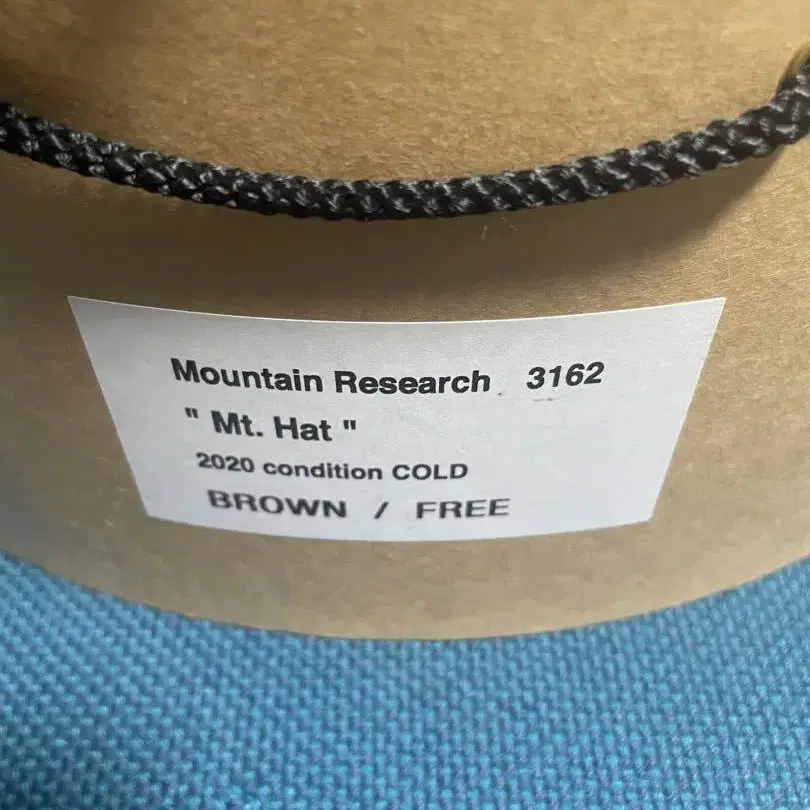 Mountain Research 3162
" Mt. Hat "
2020 condition COLD
BROWN / FREE